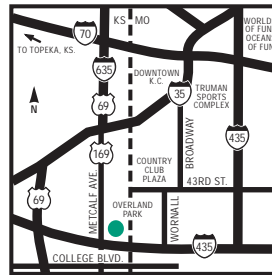 KS
MO
70
TO TOPEKA, KS.
WORLDS
OF FUN
OCEANS
OF FUN
635
DOWNTOWN
K.C.
TRUMAN
SPORTS
COMPLEX
35
69
N
435
169
BROADWAY
COUNTRY
CLUB
PLAZA
43RD ST.
69
METCALF AVE.
OVERLAND
PARK
WORNALL
435
COLLEGE BLVD.